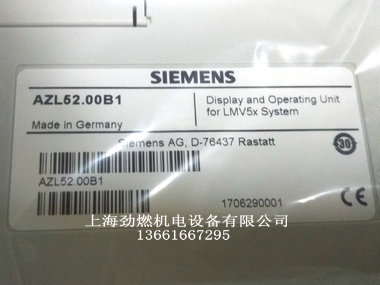 SIEMENS
AZL52.00B1
Display and Operating Unit
for LMV5x System
Made in Germany
Siemens AG, D-76437 Rastatt
30
AZL52.00B1
1706290001
上海劲燃机电设备有限公司
13661667295